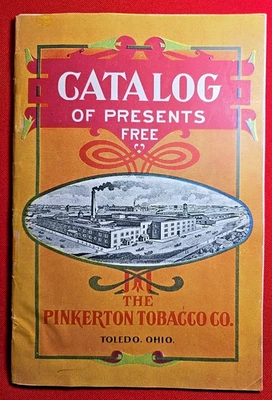 CATALOG
OF PRESENTS
FREE
THE
PINKERTON TOBACCO CO.
TOLEDO. OHIO.